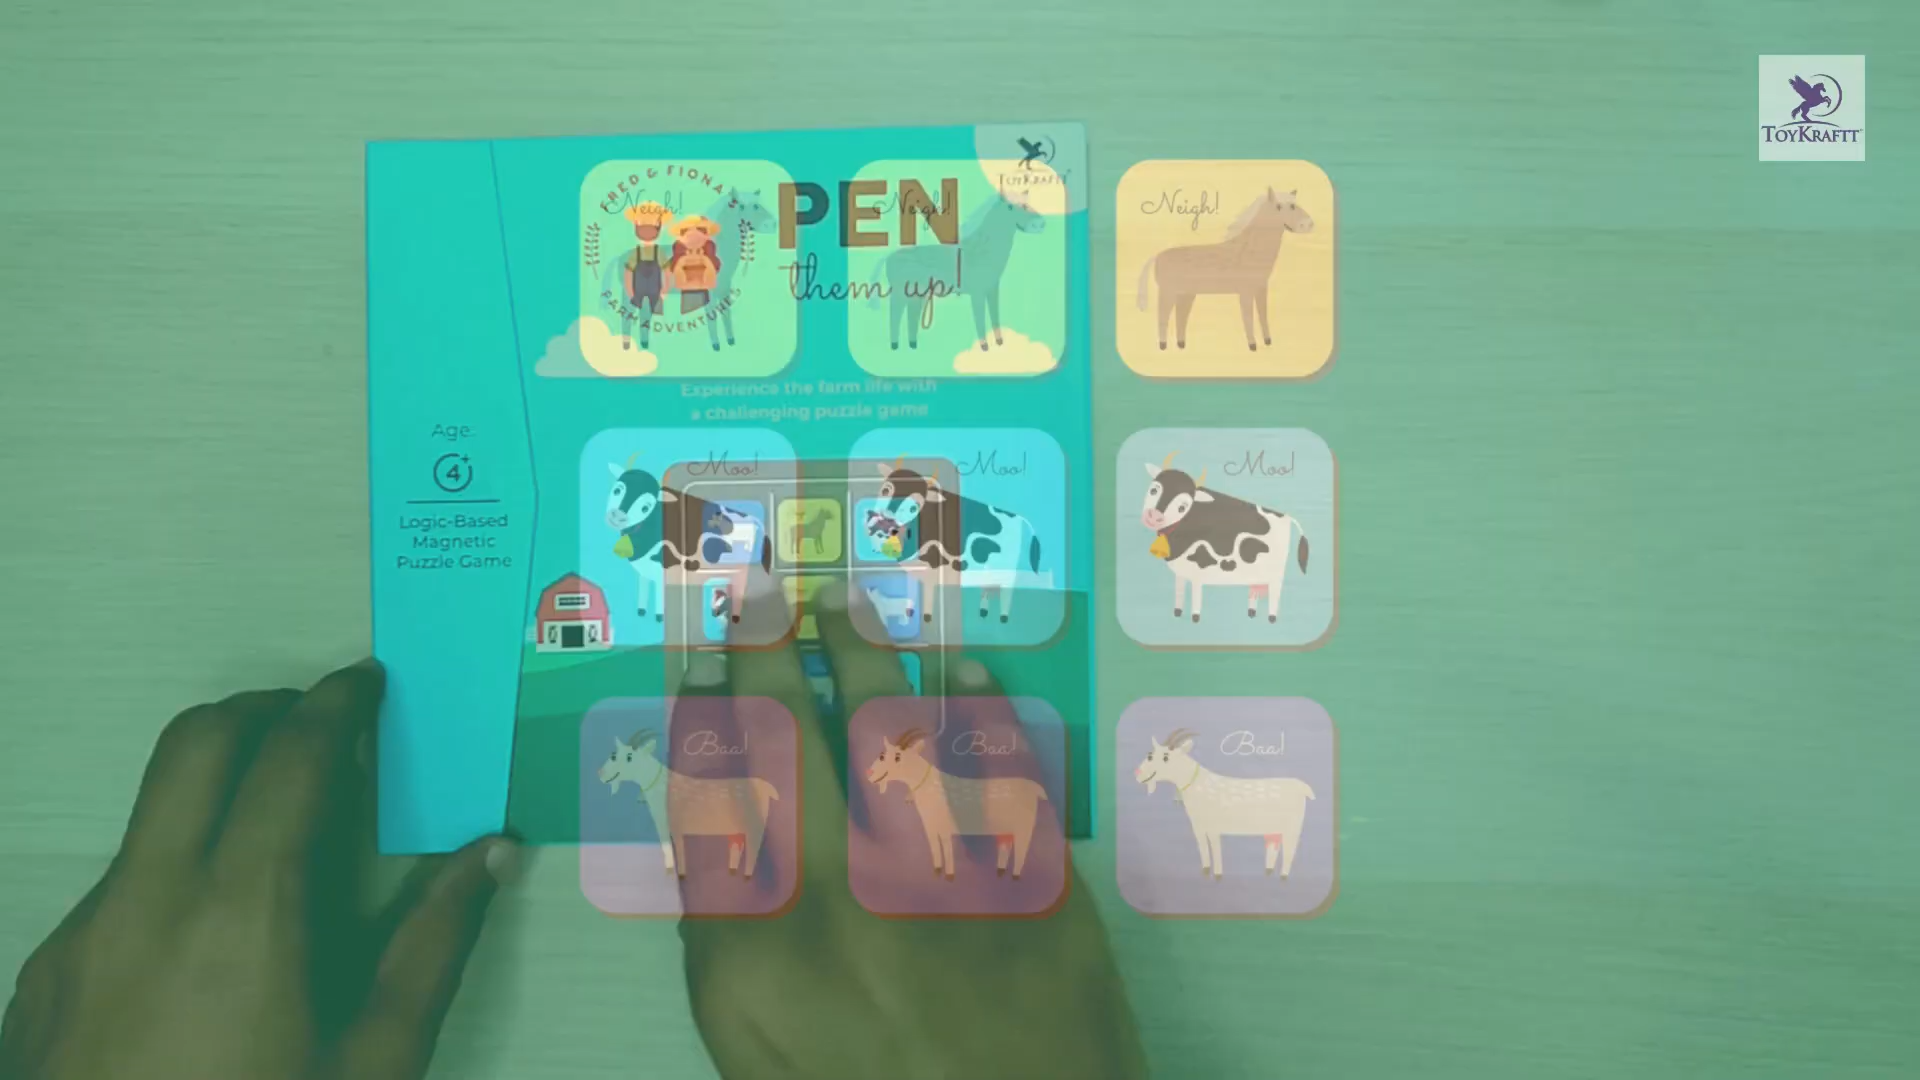 TOYKRAFTT
TOYKRAFTT
FRED & FIONA'S
FARM ADVENTURES
PEN
them up!
Neigh!
Neigh!
Neigh!
Experience the farm life with
a challenging puzzle game
Age:
4+
Logic-Based
Magnetic
Puzzle Game
Moo!
Moo!
Moo!
Baa!
Baa!
Baa!